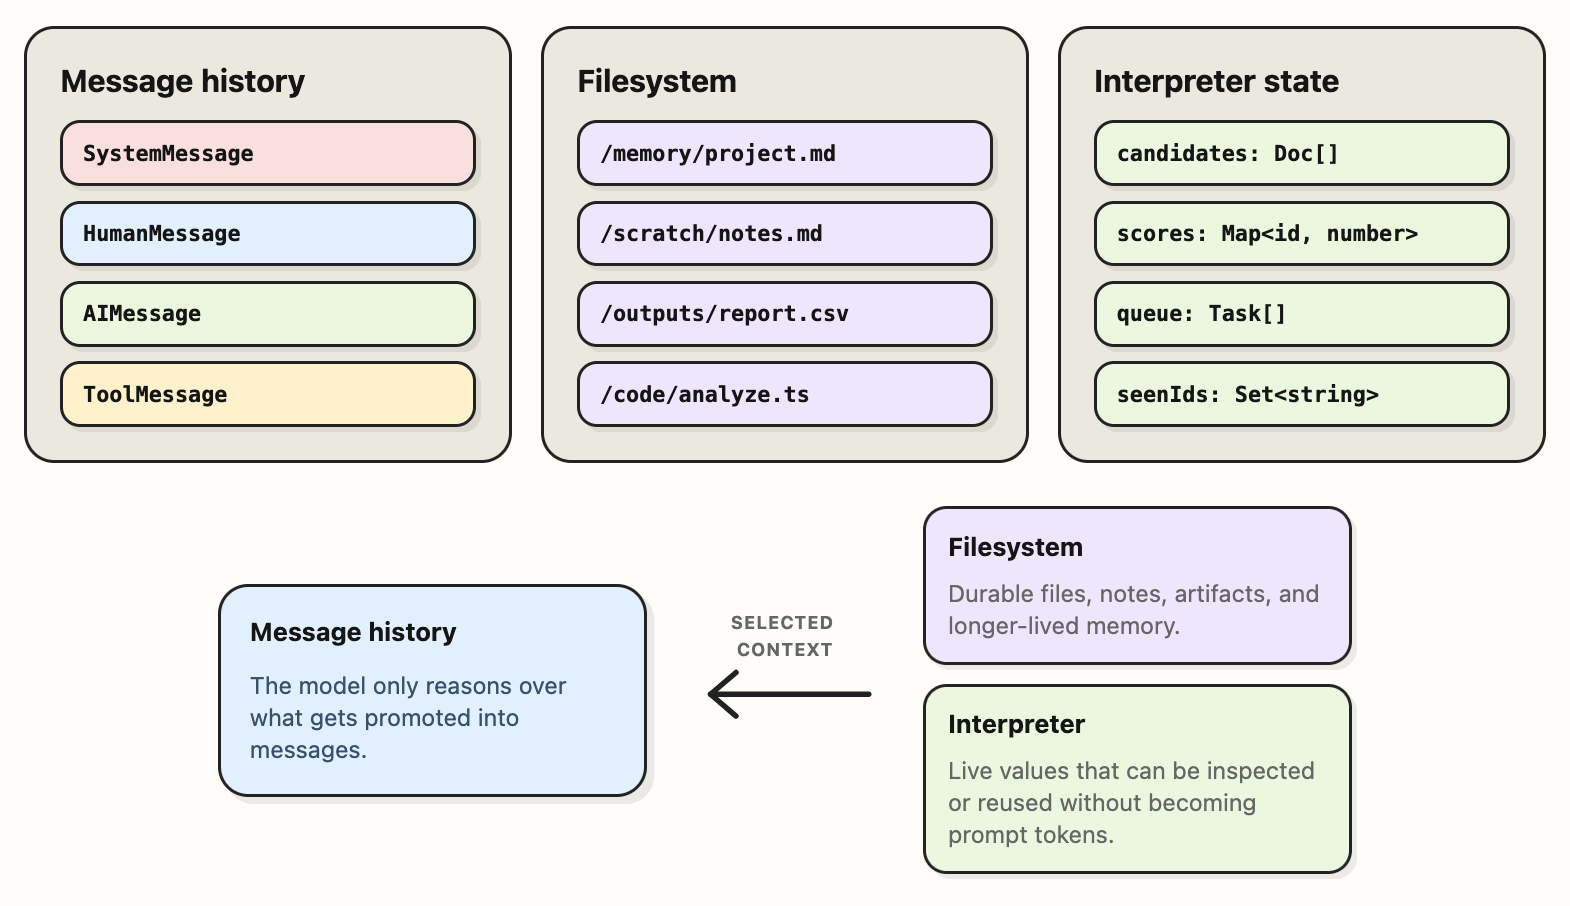 Message history
SystemMessage
HumanMessage
AIMessage
ToolMessage
Filesystem
/memory/project.md
/scratch/notes.md
/outputs/report.csv
/code/analyze.ts
Interpreter state
candidates: Doc[]
scores: Map<id, number>
queue: Task[]
seenIds: Set<string>
Message history
The model only reasons over
what gets promoted into
messages.
SELECTED
CONTEXT
Filesystem
Durable files, notes, artifacts, and
longer-lived memory.
Interpreter
Live values that can be inspected
or reused without becoming
prompt tokens.